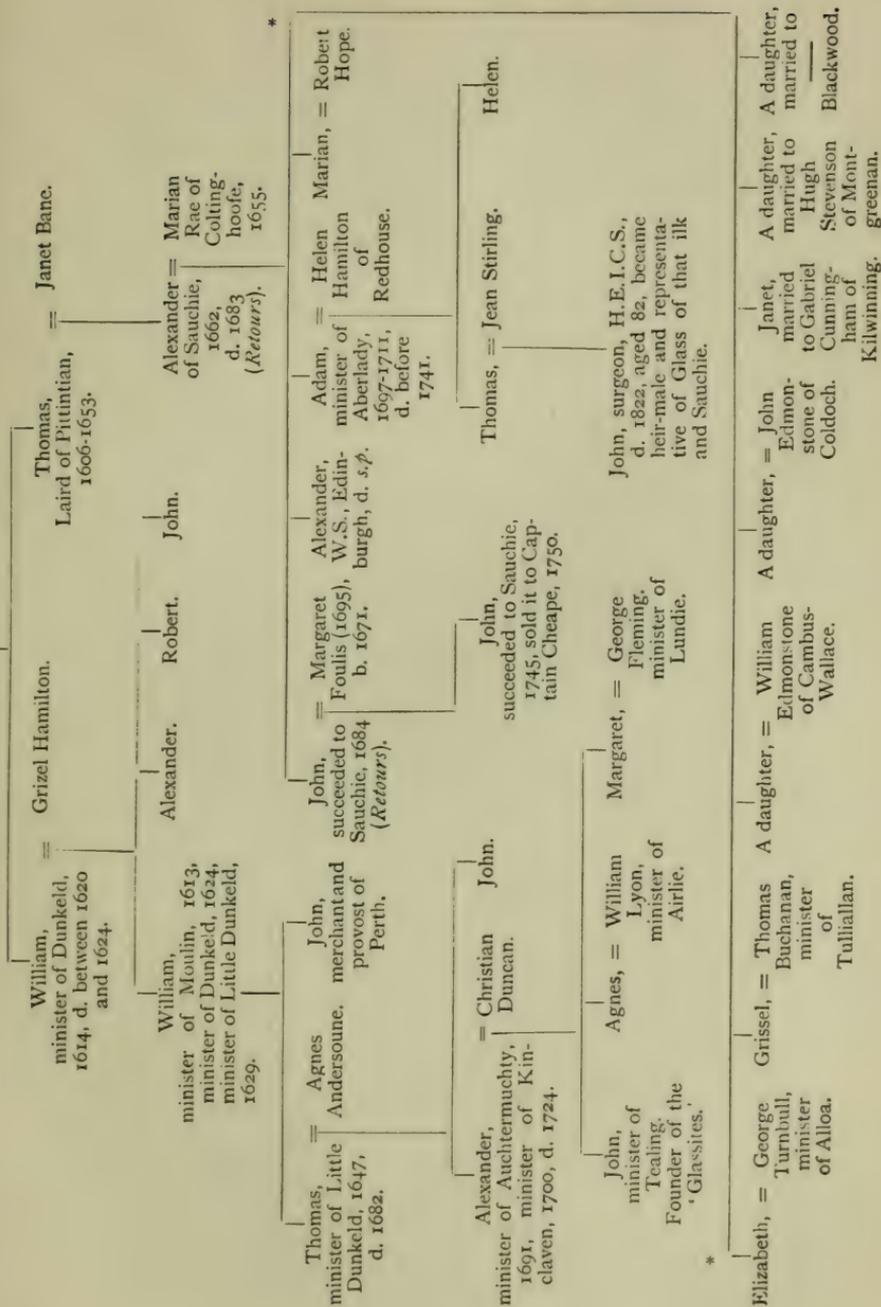 William,
minister of Dunkeld,
1614, d. between 1620
and 1624.
=
Grizel Hamilton.
Thomas,
Laird of Pittintian,
1606-1653.
=
Janet Bane.
William,
minister of Moulin, 1613,
minister of Dunkeld, 1624,
minister of Little Dunkeld,
1629.
Alexander.
Robert.
John.
Alexander
of Sauchie,
1662,
d. 1683
(Retours).
=
Marian
Rae of
Colting-
hoofe,
1655.
*
Thomas,
minister of Little
Dunkeld, 1647,
d. 1682.
=
Agnes
Andersoune.
John,
merchant and
provost of
Perth.
John,
succeeded to
Sauchie, 1684
(Retours).
=
Margaret
Foulis (1695),
b. 1671.
Alexander,
W.S., Edin-
burgh, d. s.p.
Adam,
minister of
Aberlady,
1697-1711,
d. before
1741.
=
Helen
Hamilton
of
Redhouse.
Marian,
=
Robert
Hope.
Alexander,
minister of Auchtermuchty,
1691, minister of Kin-
claven, 1700, d. 1724.
=
Christian
Duncan.
John.
John,
succeeded to Sauchie,
1745, sold it to Cap-
tain Cheape, 1750.
Thomas,
=
Jean Stirling.
Helen.
John,
minister of
Tealing.
Founder of the
'Glassites.'
Agnes,
=
William
Lyon,
minister of
Airlie.
Margaret,
=
George
Fleming.
minister of
Lundie.
John, surgeon, H.E.I.C.S.,
d. 1822, aged 82, became
heir-male and representa-
tive of Glass of that ilk
and Sauchie.
*
Elizabeth,
=
George
Turnbull,
minister
of Alloa.
Grissel,
=
Thomas
Buchanan,
minister
of
Tulliallan.
A daughter,
=
William
Edmonstone
of Cambus-
Wallace.
A daughter,
=
John
Edmon-
stone of
Coldoch.
Janet,
married
to Gabriel
Cunning-
ham of
Kilwinning.
A daughter,
married to
Hugh
Stevenson
of Mont-
greenan.
A daughter,
married to
——
Blackwood.